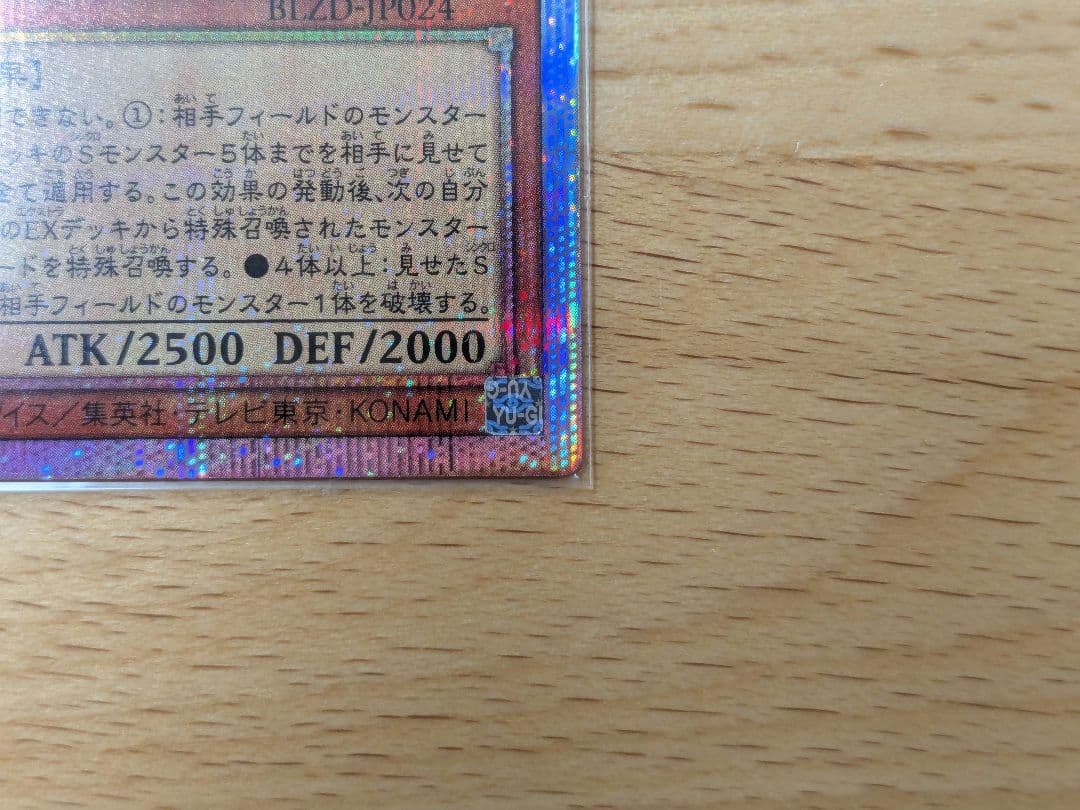 BLZD-JP024
】
できない。①：相手フィールドのモンスター
ッキのSモンスター5体までを相手に見せて
て適用する。この効果の発動後、次の自分
のEXデッキから特殊召喚されたモンスター
ードを特殊召喚する。●4体以上：見せたS
相手フィールドのモンスター1体を破壊する。
ATK/2500 DEF/2000
イス／集英社・テレビ東京・KONAMI
YU-GI